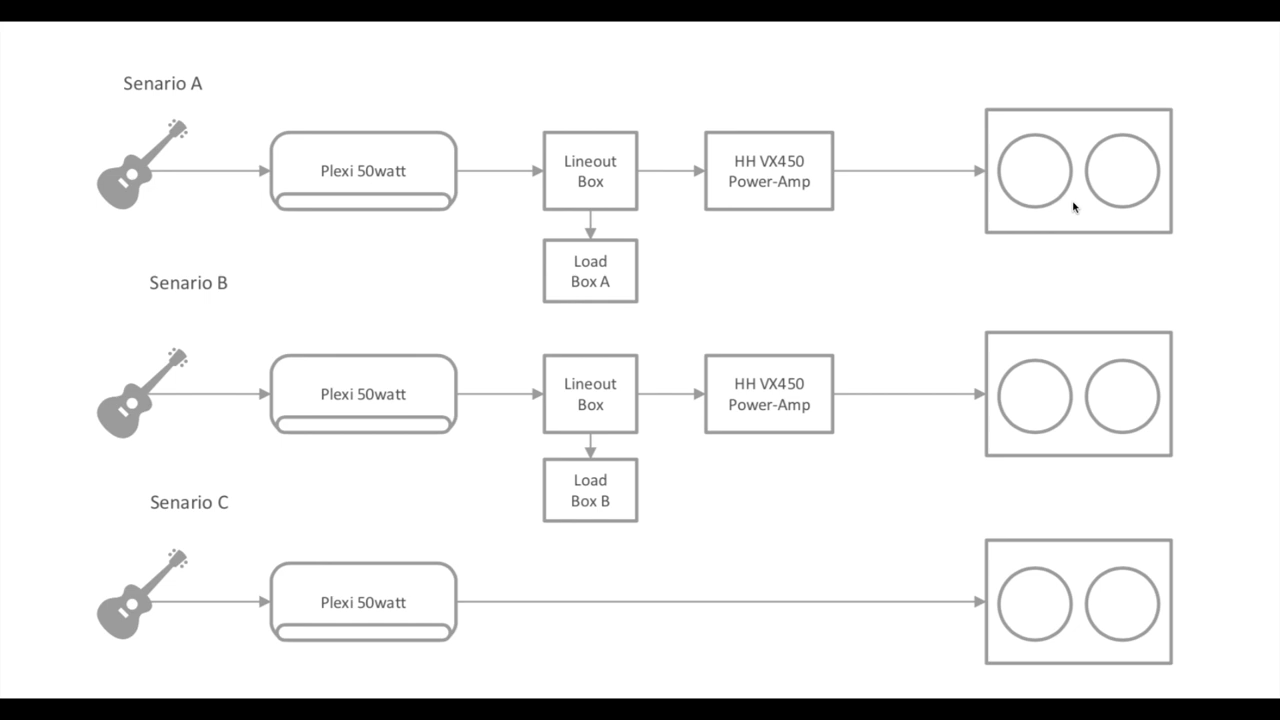 Senario A
Plexi 50watt
Lineout
Box
HH VX450
Power-Amp
Load
Box A
Senario B
Plexi 50watt
Lineout
Box
HH VX450
Power-Amp
Load
Box B
Senario C
Plexi 50watt